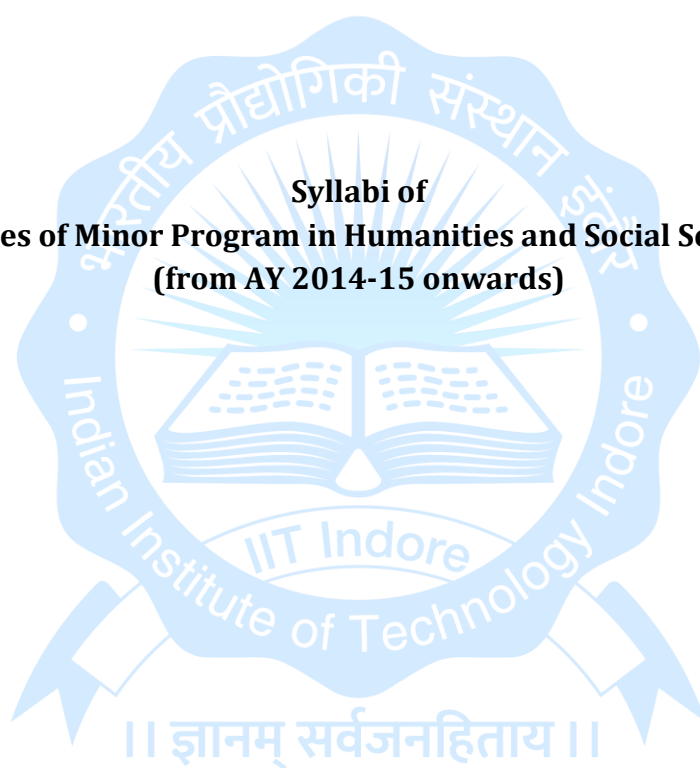 भारतीय प्रौद्योगिकी संस्थान इंदौर
Syllabi of
es of Minor Program in Humanities and Social S
(from AY 2014-15 onwards)
IIT Indore
Indian Institute of Technology Indore
।। ज्ञानम् सर्वजनहिताय ।।